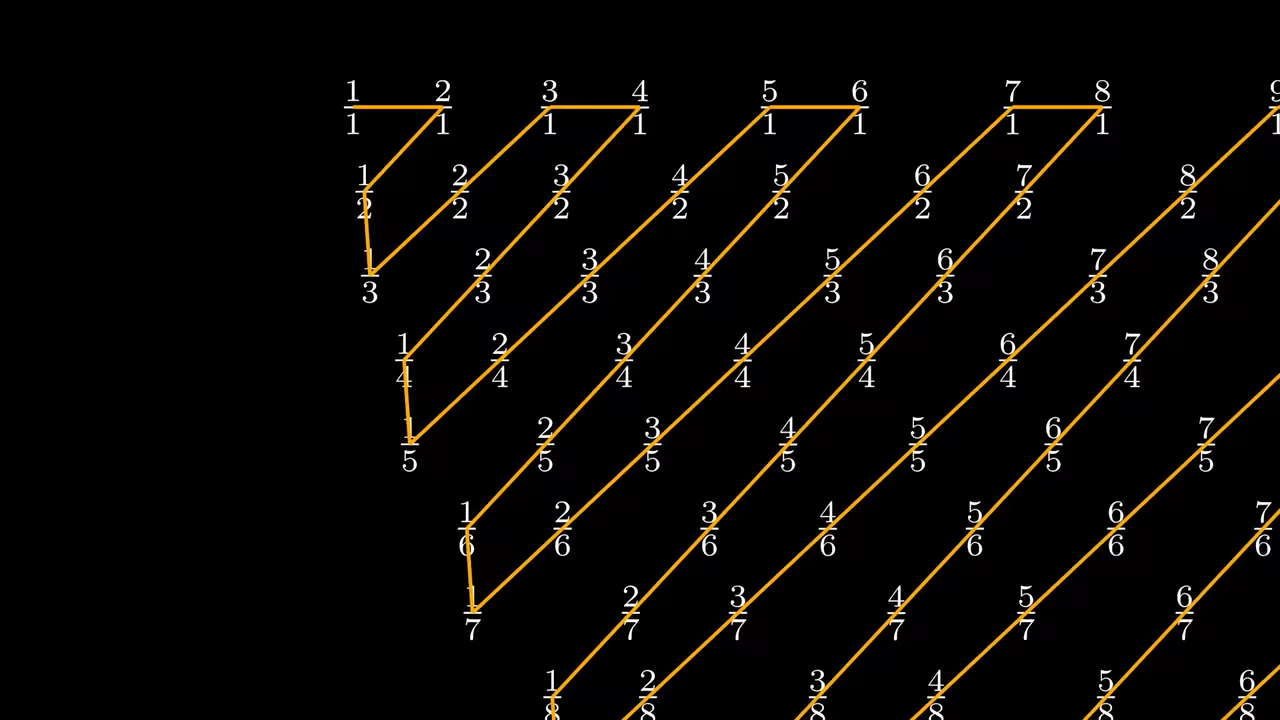 1/1 2/1 3/1 4/1 5/1 6/1 7/1 8/1
1/2 2/2 3/2 4/2 5/2 6/2 7/2 8/2
1/3 2/3 3/3 4/3 5/3 6/3 7/3 8/3
1/4 2/4 3/4 4/4 5/4 6/4 7/4
1/5 2/5 3/5 4/5 5/5 6/5 7/5
1/6 2/6 3/6 4/6 5/6 6/6 7/6
1/7 2/7 3/7 4/7 5/7 6/7
1/8 2/8 3/8 4/8 5/8 6/8